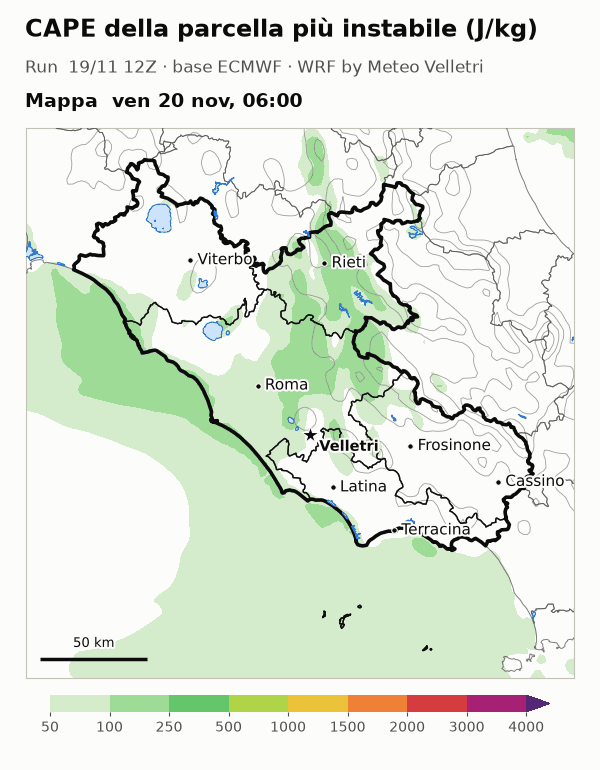 CAPE della parcella più instabile (J/kg)
Run  19/11 12Z · base ECMWF · WRF by Meteo Velletri
Mappa  ven 20 nov, 06:00
Viterbo
Rieti
Roma
Velletri
Frosinone
Latina
Cassino
Terracina
50 km
50 100 250 500 1000 1500 2000 3000 4000